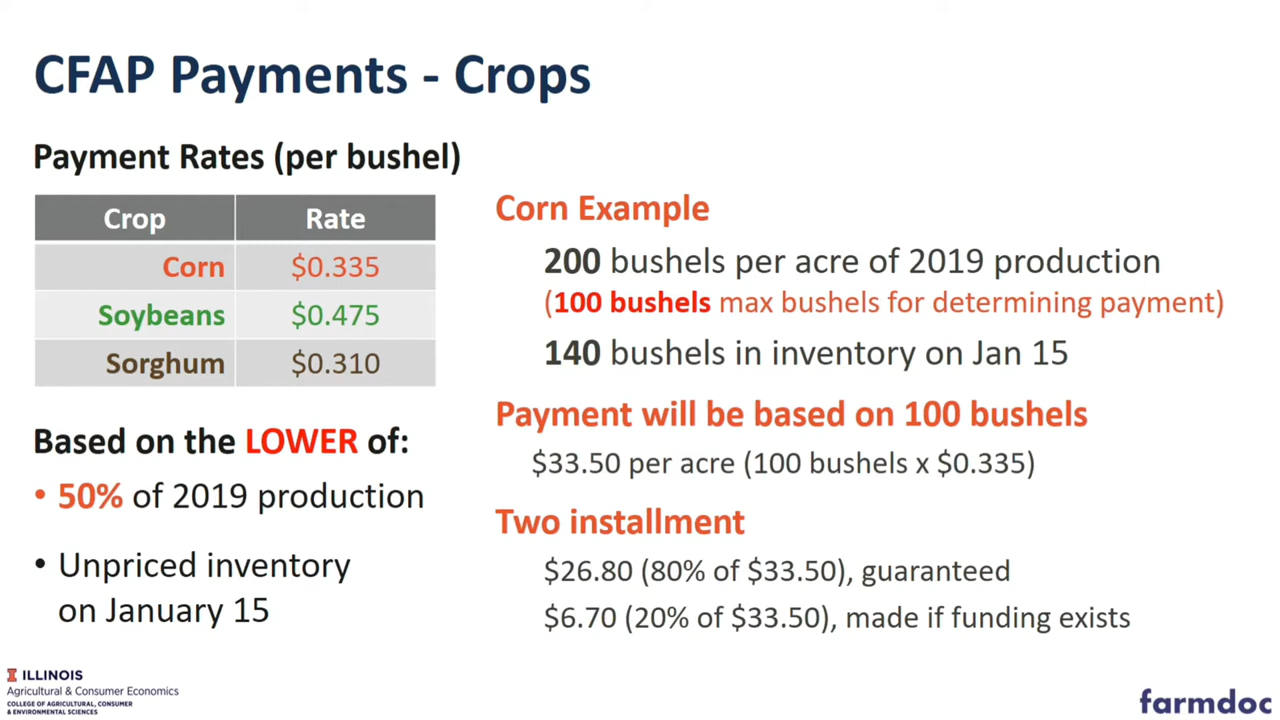 CFAP Payments - Crops
Payment Rates (per bushel)
Crop Rate
Corn $0.335
Soybeans $0.475
Sorghum $0.310
Based on the LOWER of:
• 50% of 2019 production
• Unpriced inventory
on January 15
Corn Example
200 bushels per acre of 2019 production
(100 bushels max bushels for determining payment)
140 bushels in inventory on Jan 15
Payment will be based on 100 bushels
$33.50 per acre (100 bushels x $0.335)
Two installment
$26.80 (80% of $33.50), guaranteed
$6.70 (20% of $33.50), made if funding exists
I ILLINOIS
Agricultural & Consumer Economics
COLLEGE OF AGRICULTURAL, CONSUMER
& ENVIRONMENTAL SCIENCES
farmdoc